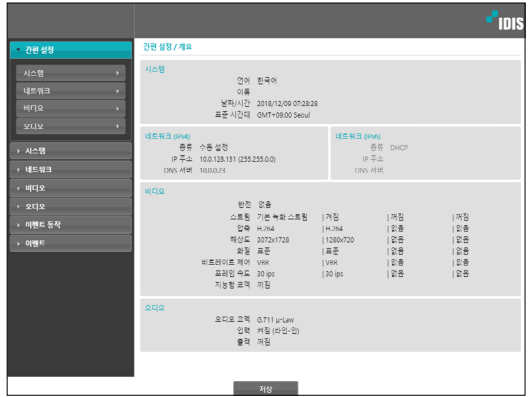 IDIS
간편 설정
시스템
네트워크
비디오
오디오
시스템
네트워크
비디오
오디오
이벤트 동작
이벤트
간편 설정 / 개요
시스템
언어 한국어
이름
날짜/시간 2018/12/09 07:28:28
표준 시간대 GMT+09:00 Seoul
네트워크 (IPv4)
종류 수동 설정
IP 주소 10.0.128.131 (255.255.0.0)
DNS 서버 10.0.0.23
네트워크 (IPv6)
종류 DHCP
IP 주소
DNS 서버
비디오
반전 없음
스트림 기본 녹화 스트림 | 켜짐 | 꺼짐 | 꺼짐
압축 H.264 | H.264 | 없음 | 없음
해상도 3072x1728 | 1280x720 | 없음 | 없음
화질 표준 | 표준 | 없음 | 없음
비트레이트 제어 VBR | VBR | 없음 | 없음
프레임 속도 30 ips | 30 ips | 없음 | 없음
지능형 코덱 꺼짐
오디오
오디오 코덱 G.711 μ-Law
입력 켜짐 (라인-인)
출력 꺼짐
저장